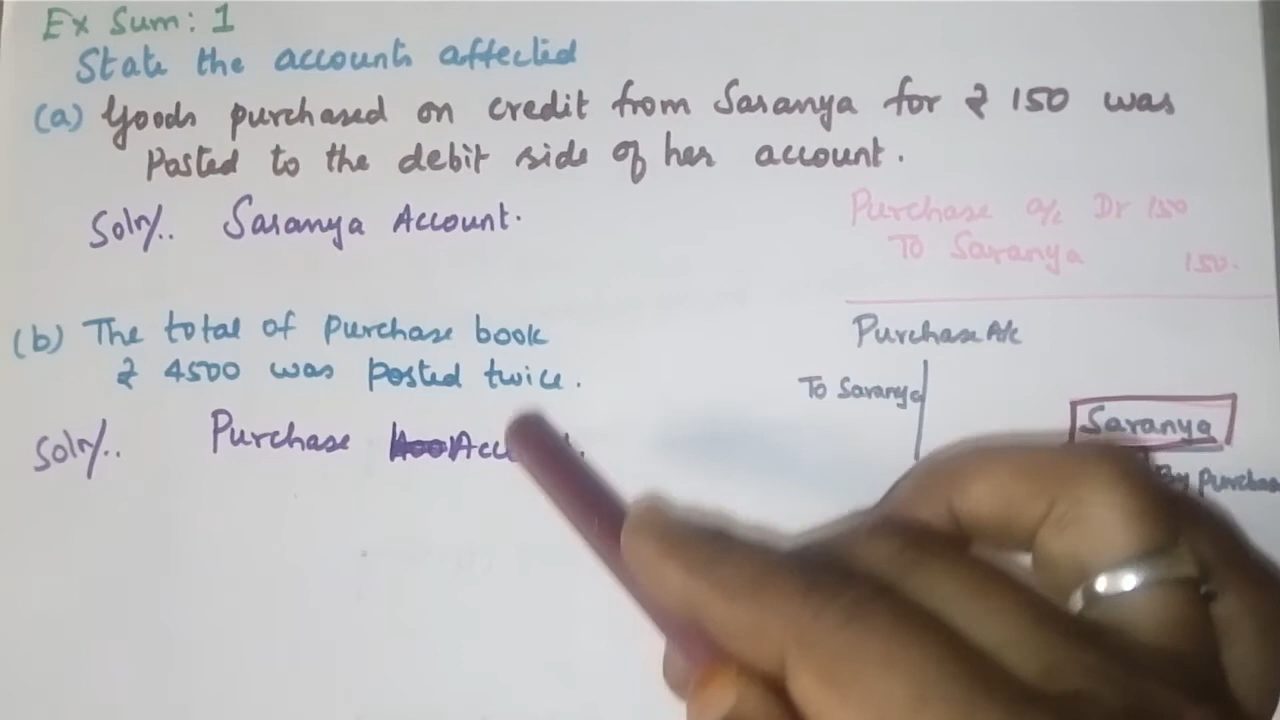 Ex Sum: 1
State the accounts affected
(a) Goods purchased on credit from Saranya for ₹ 150 was
Posted to the debit side of her account.
Soln/.. Saranya Account.
Purchase a/c Dr 150
To Saranya 150.
(b) The total of Purchase book
₹ 4500 was posted twice.
Soln/.. Purchase
Purchase A/c
To Saranya
Saranya
By Purchas